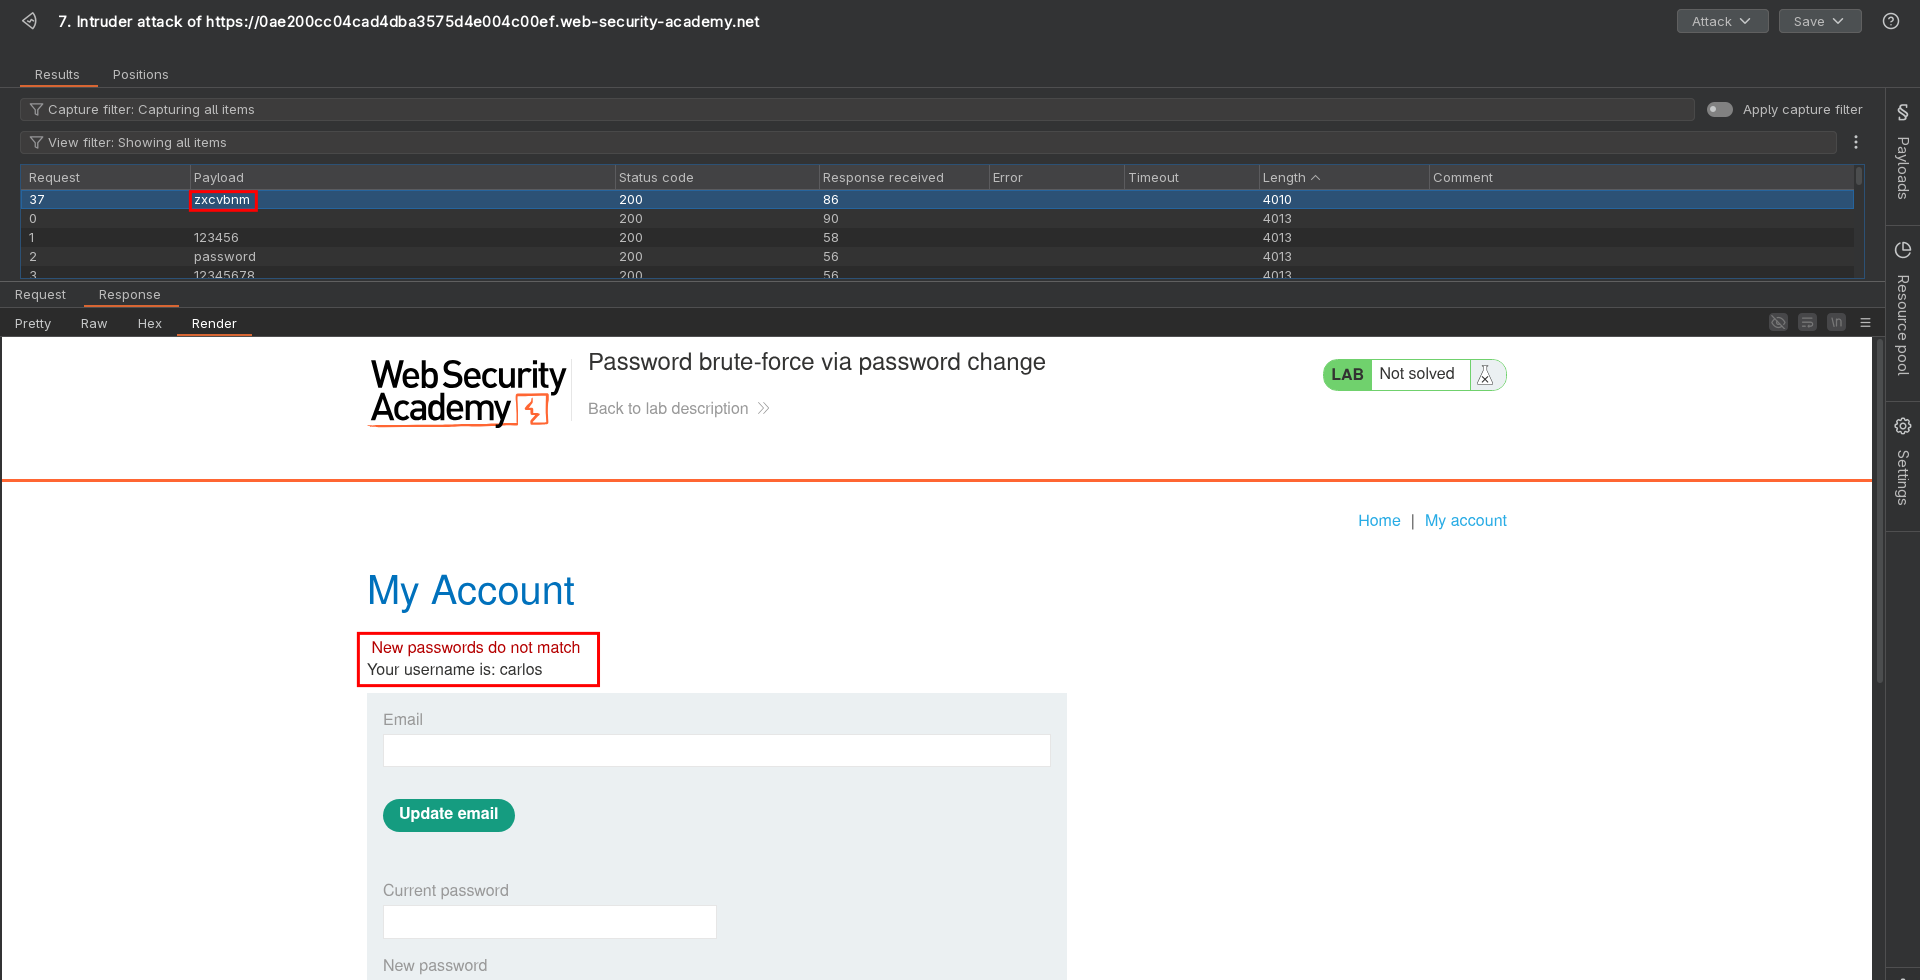 7. Intruder attack of https://0ae200cc04cad4dba3575d4e004c00ef.web-security-academy.net
Attack
Save
Results
Positions
Capture filter: Capturing all items
Apply capture filter
View filter: Showing all items
Request Payload Status code Response received Error Timeout Length Comment
37 zxcvbnm 200 86 4010
0 200 90 4013
1 123456 200 58 4013
2 password 200 56 4013
3 12345678 200 56 4013
Request
Response
Pretty
Raw
Hex
Render
\n
Payloads
Resource pool
Settings
Web Security
Academy
Password brute-force via password change
Back to lab description
LAB
Not solved
Home | My account
My Account
New passwords do not match
Your username is: carlos
Email
Update email
Current password
New password